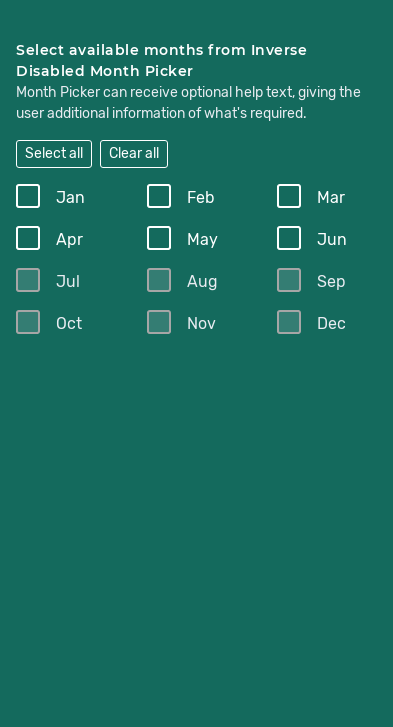 Select available months from Inverse
Disabled Month Picker
Month Picker can receive optional help text, giving the
user additional information of what's required.
Select all Clear all
Jan Feb Mar
Apr May Jun
Jul Aug Sep
Oct Nov Dec